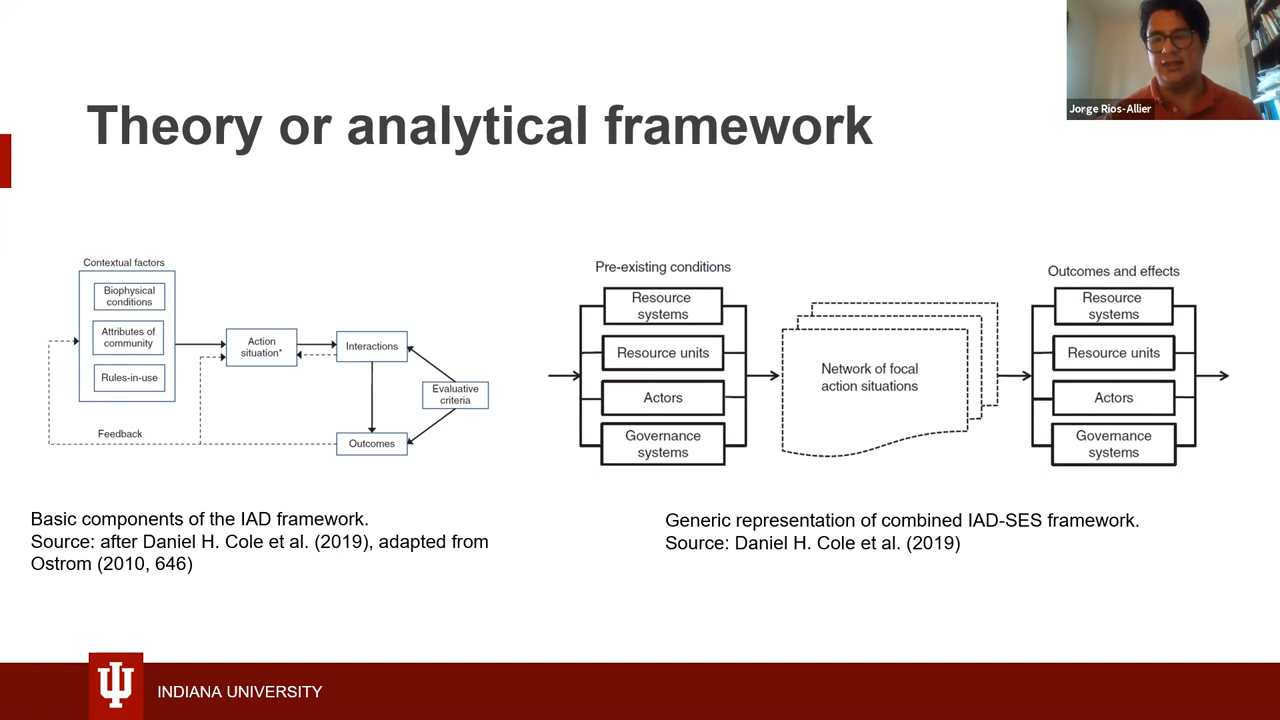 Jorge Rios-Allier
Theory or analytical framework
Contextual factors
Biophysical
conditions
Attributes of
community
Rules-in-use
Action
situation*
Interactions
Evaluative
criteria
Outcomes
Feedback
Pre-existing conditions
Resource
systems
Resource units
Actors
Governance
systems
Network of focal
action situations
Outcomes and effects
Resource
systems
Resource units
Actors
Governance
systems
Basic components of the IAD framework.
Source: after Daniel H. Cole et al. (2019), adapted from
Ostrom (2010, 646)
Generic representation of combined IAD-SES framework.
Source: Daniel H. Cole et al. (2019)
INDIANA UNIVERSITY